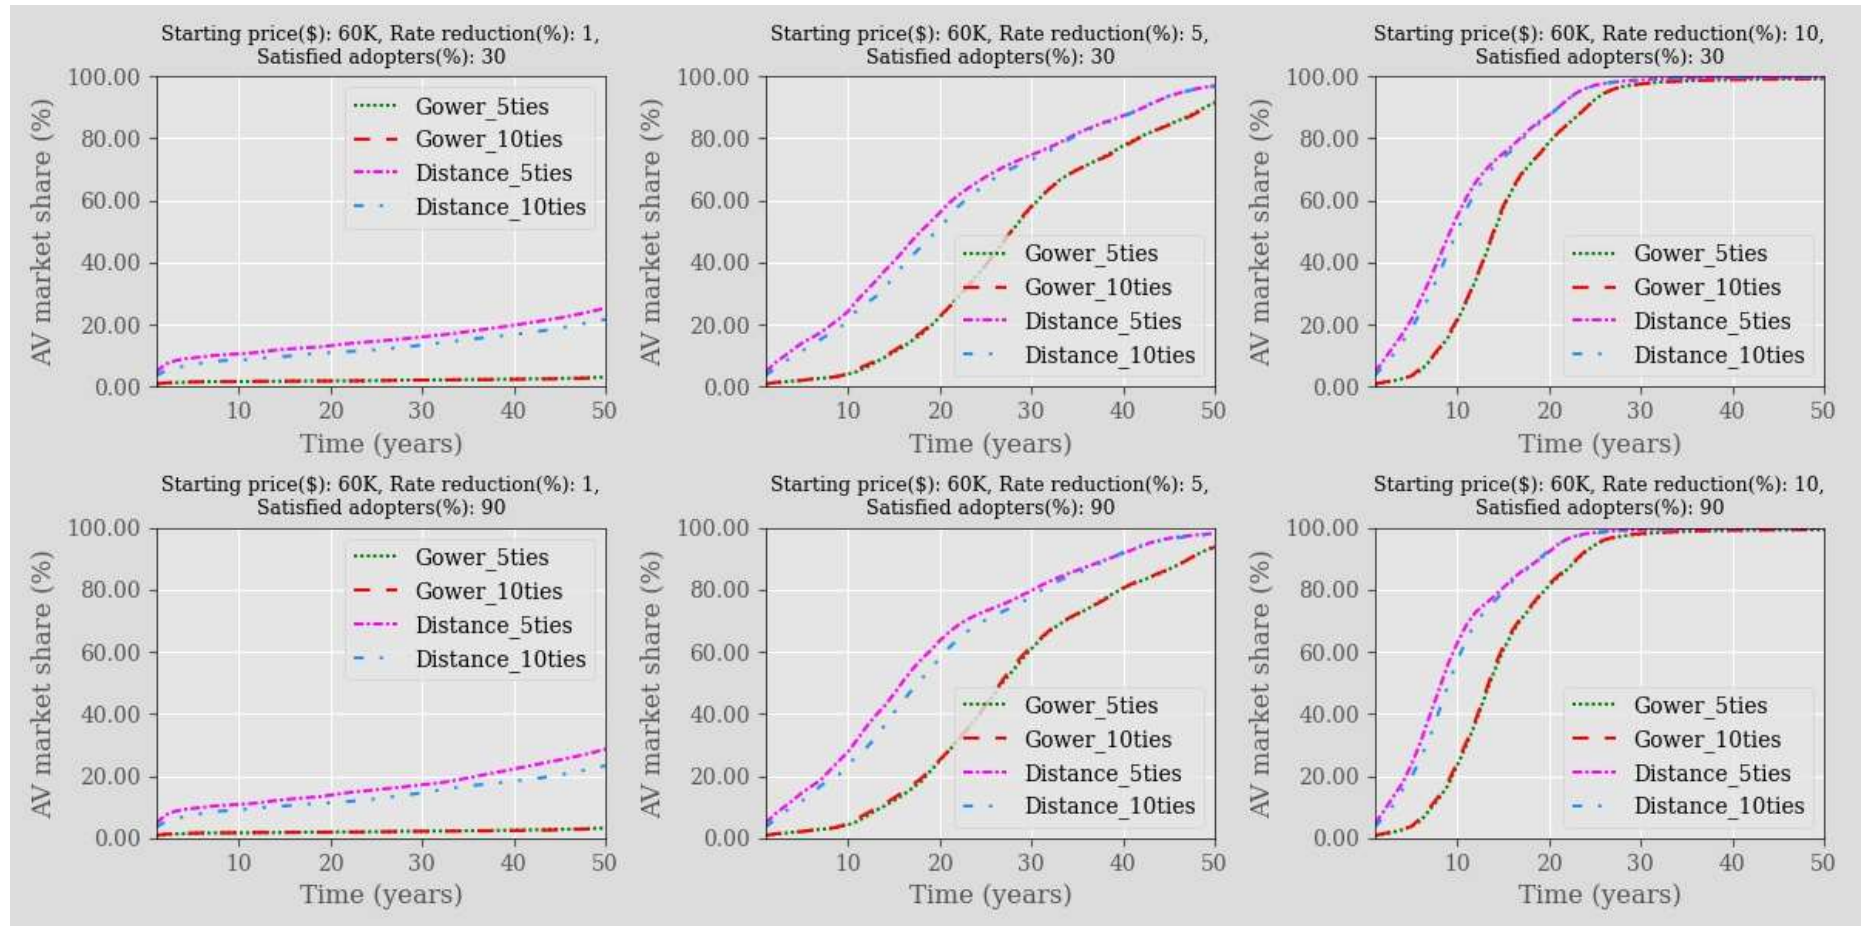 Starting price($): 60K, Rate reduction(%): 1,
Satisfied adopters(%): 30
AV market share (%)
100.00
80.00
60.00
40.00
20.00
0.00
Gower_5ties
Gower_10ties
Distance_5ties
Distance_10ties
10 20 30 40 50
Time (years)
Starting price($): 60K, Rate reduction(%): 5,
Satisfied adopters(%): 30
AV market share (%)
100.00
80.00
60.00
40.00
20.00
0.00
Gower_5ties
Gower_10ties
Distance_5ties
Distance_10ties
10 20 30 40 50
Time (years)
Starting price($): 60K, Rate reduction(%): 10,
Satisfied adopters(%): 30
AV market share (%)
100.00
80.00
60.00
40.00
20.00
0.00
Gower_5ties
Gower_10ties
Distance_5ties
Distance_10ties
10 20 30 40 50
Time (years)
Starting price($): 60K, Rate reduction(%): 1,
Satisfied adopters(%): 90
AV market share (%)
100.00
80.00
60.00
40.00
20.00
0.00
Gower_5ties
Gower_10ties
Distance_5ties
Distance_10ties
10 20 30 40 50
Time (years)
Starting price($): 60K, Rate reduction(%): 5,
Satisfied adopters(%): 90
AV market share (%)
100.00
80.00
60.00
40.00
20.00
0.00
Gower_5ties
Gower_10ties
Distance_5ties
Distance_10ties
10 20 30 40 50
Time (years)
Starting price($): 60K, Rate reduction(%): 10,
Satisfied adopters(%): 90
AV market share (%)
100.00
80.00
60.00
40.00
20.00
0.00
Gower_5ties
Gower_10ties
Distance_5ties
Distance_10ties
10 20 30 40 50
Time (years)